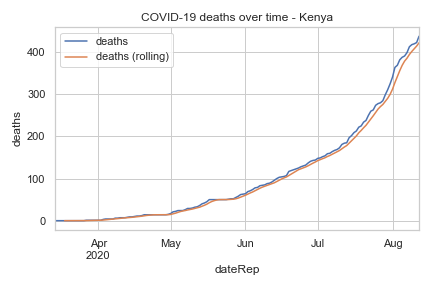 COVID-19 deaths over time - Kenya
deaths
deaths (rolling)
400
300
200
100
0
deaths
Apr
2020
May
Jun
Jul
Aug
dateRep